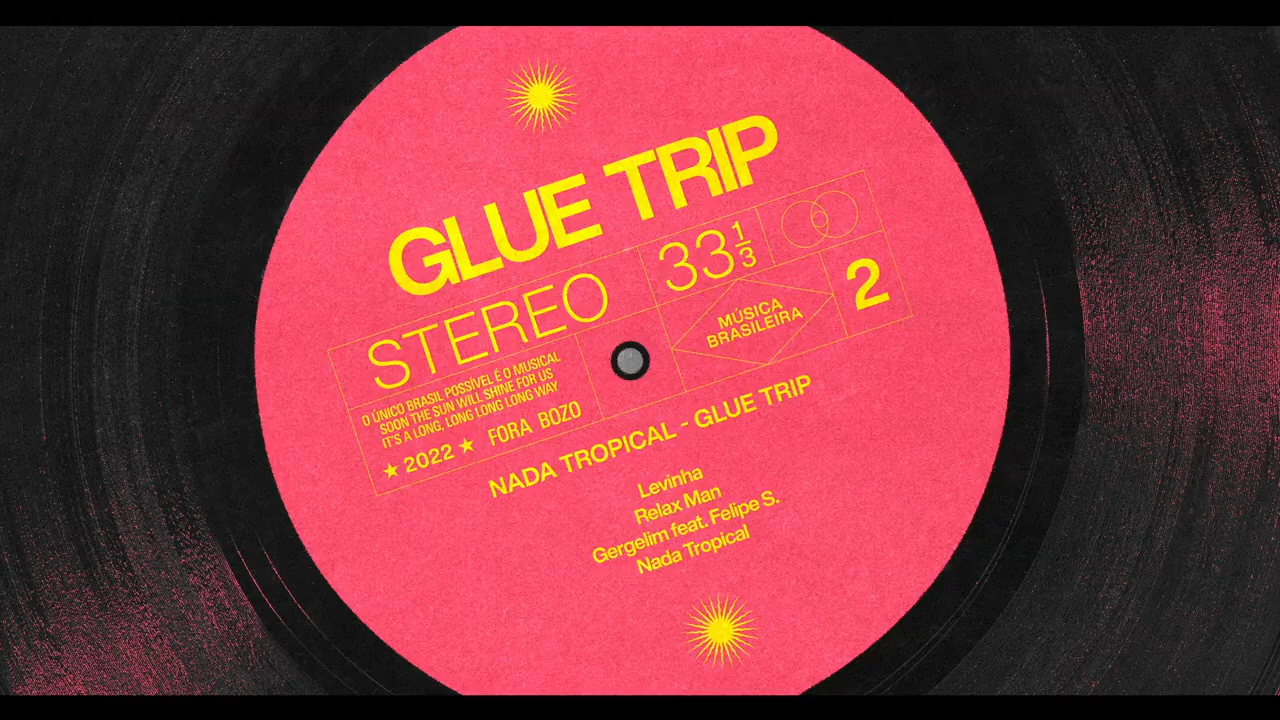 GLUE TRIP
STEREO
33 1/3
MÚSICA
BRASILEIRA
2
O ÚNICO BRASIL POSSÍVEL É O MUSICAL
SOON THE SUN WILL SHINE FOR US
IT'S A LONG, LONG LONG LONG WAY
★ 2022 ★ FORA BOZO
NADA TROPICAL - GLUE TRIP
Levinha
Relax Man
Gergelim feat. Felipe S.
Nada Tropical